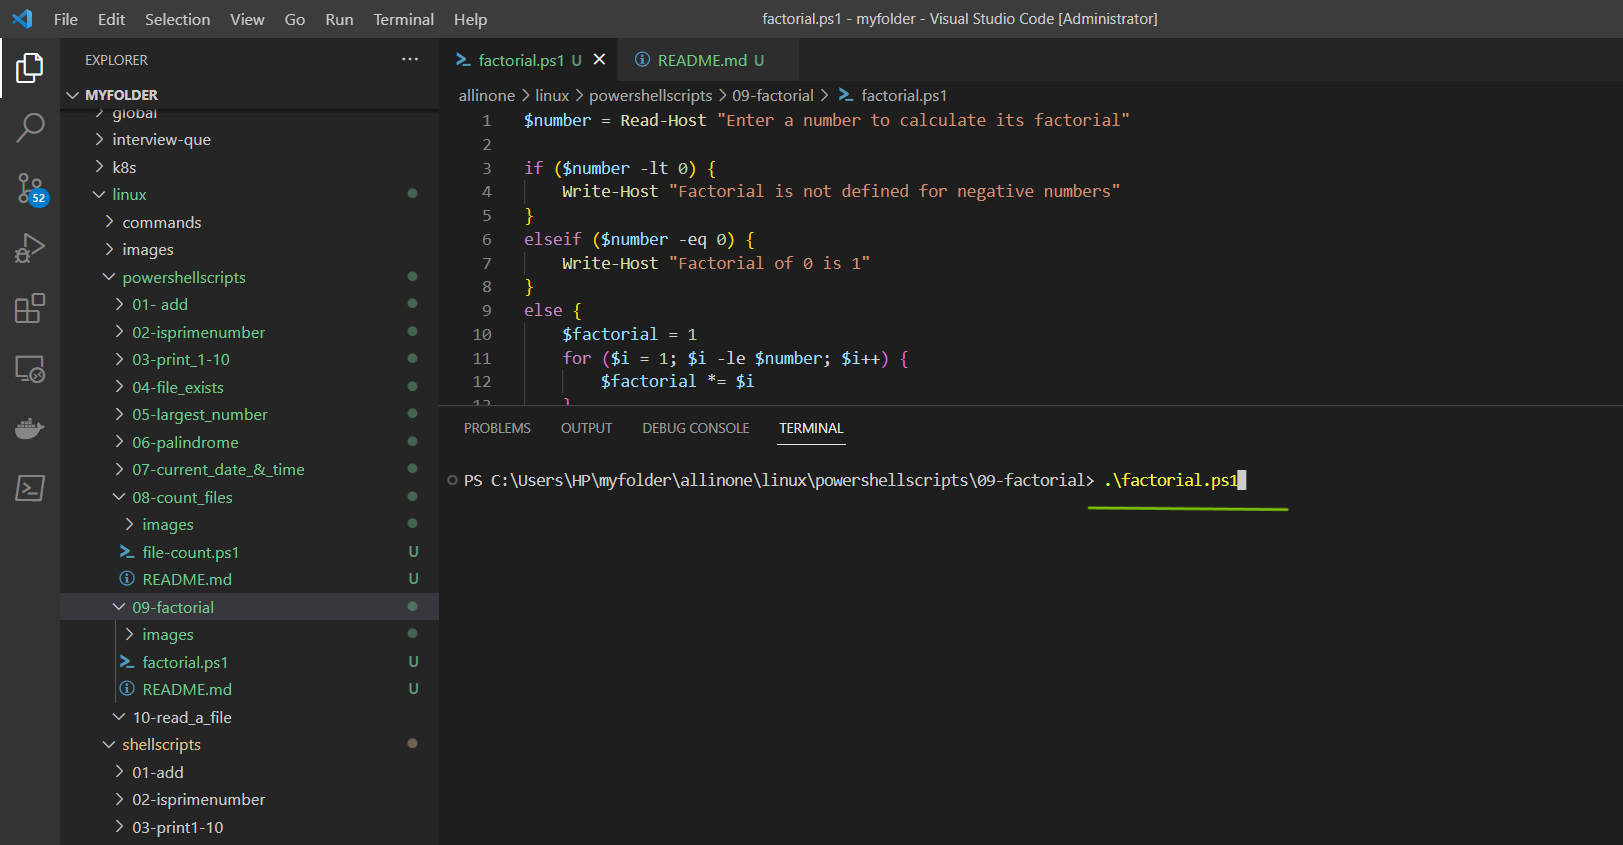 File Edit Selection View Go Run Terminal Help
factorial.ps1 - myfolder - Visual Studio Code [Administrator]
EXPLORER ···
MYFOLDER
global
interview-que
k8s
linux
commands
images
powershellscripts
01- add
02-isprimenumber
03-print_1-10
04-file_exists
05-largest_number
06-palindrome
07-current_date_&_time
08-count_files
images
file-count.ps1 U
README.md U
09-factorial
images
factorial.ps1 U
README.md U
10-read_a_file
shellscripts
01-add
02-isprimenumber
03-print1-10
52
factorial.ps1 U
README.md U
allinone > linux > powershellscripts > 09-factorial > factorial.ps1
1 $number = Read-Host "Enter a number to calculate its factorial"
2
3 if ($number -lt 0) {
4 Write-Host "Factorial is not defined for negative numbers"
5 }
6 elseif ($number -eq 0) {
7 Write-Host "Factorial of 0 is 1"
8 }
9 else {
10 $factorial = 1
11 for ($i = 1; $i -le $number; $i++) {
12 $factorial *= $i
13 }
PROBLEMS OUTPUT DEBUG CONSOLE TERMINAL
PS C:\Users\HP\myfolder\allinone\linux\powershellscripts\09-factorial> .\factorial.ps1